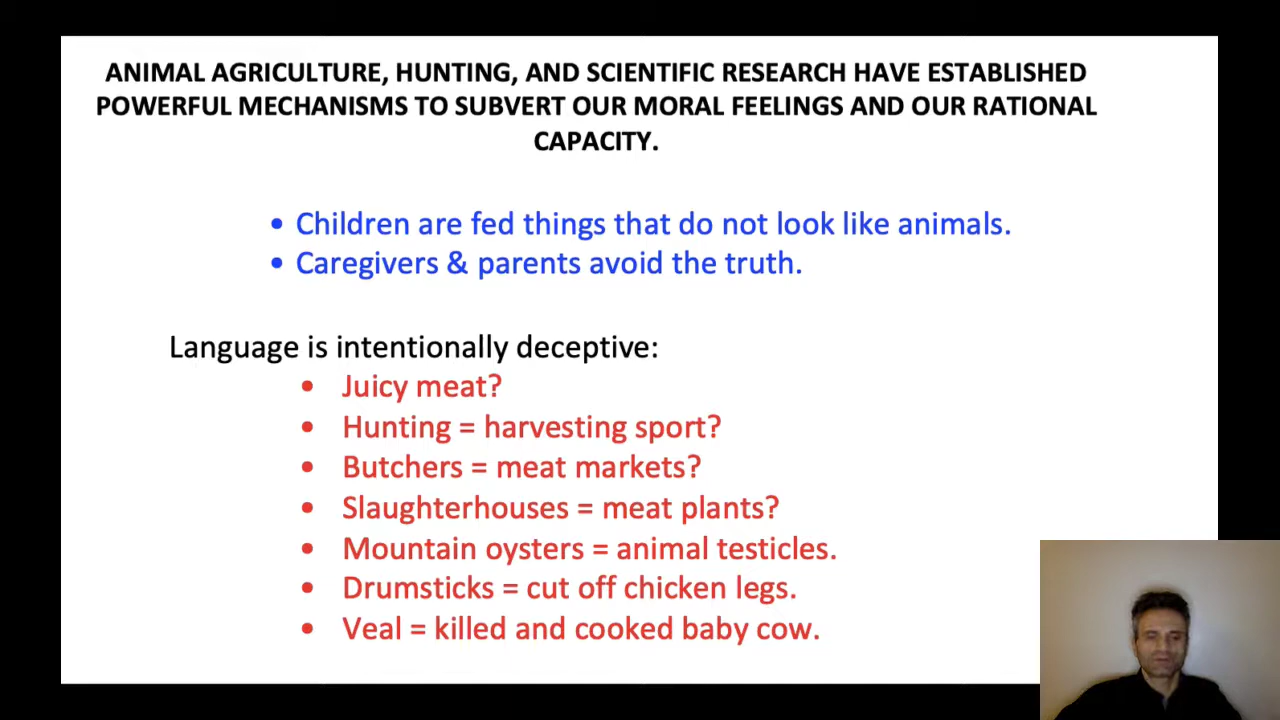 ANIMAL AGRICULTURE, HUNTING, AND SCIENTIFIC RESEARCH HAVE ESTABLISHED
POWERFUL MECHANISMS TO SUBVERT OUR MORAL FEELINGS AND OUR RATIONAL
CAPACITY.
• Children are fed things that do not look like animals.
• Caregivers & parents avoid the truth.
Language is intentionally deceptive:
• Juicy meat?
• Hunting = harvesting sport?
• Butchers = meat markets?
• Slaughterhouses = meat plants?
• Mountain oysters = animal testicles.
• Drumsticks = cut off chicken legs.
• Veal = killed and cooked baby cow.